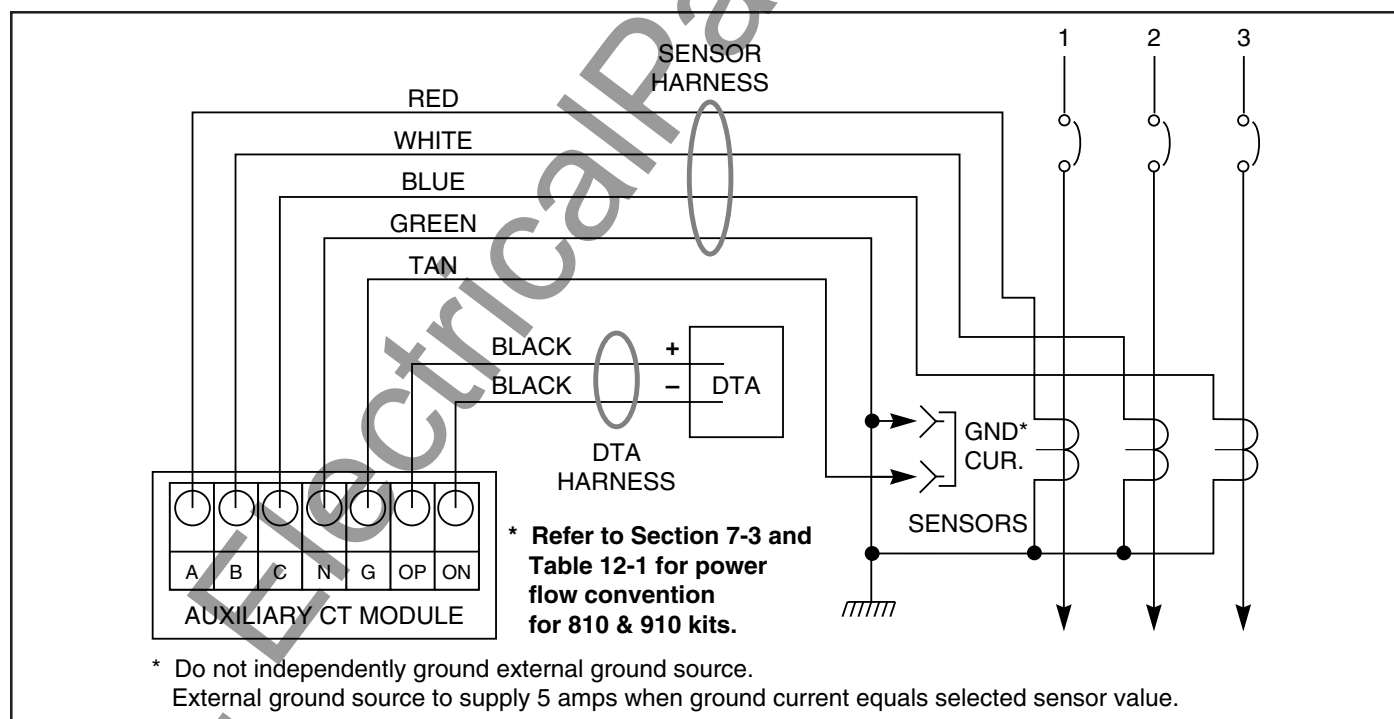 1 2 3
SENSOR
HARNESS
RED
WHITE
BLUE
GREEN
TAN
BLACK +
BLACK – DTA
DTA
HARNESS
GND*
CUR.
SENSORS
A B C N G OP ON
AUXILIARY CT MODULE
* Refer to Section 7-3 and
Table 12-1 for power
flow convention
for 810 & 910 kits.
* Do not independently ground external ground source.
External ground source to supply 5 amps when ground current equals selected sensor value.
ElectricalPa